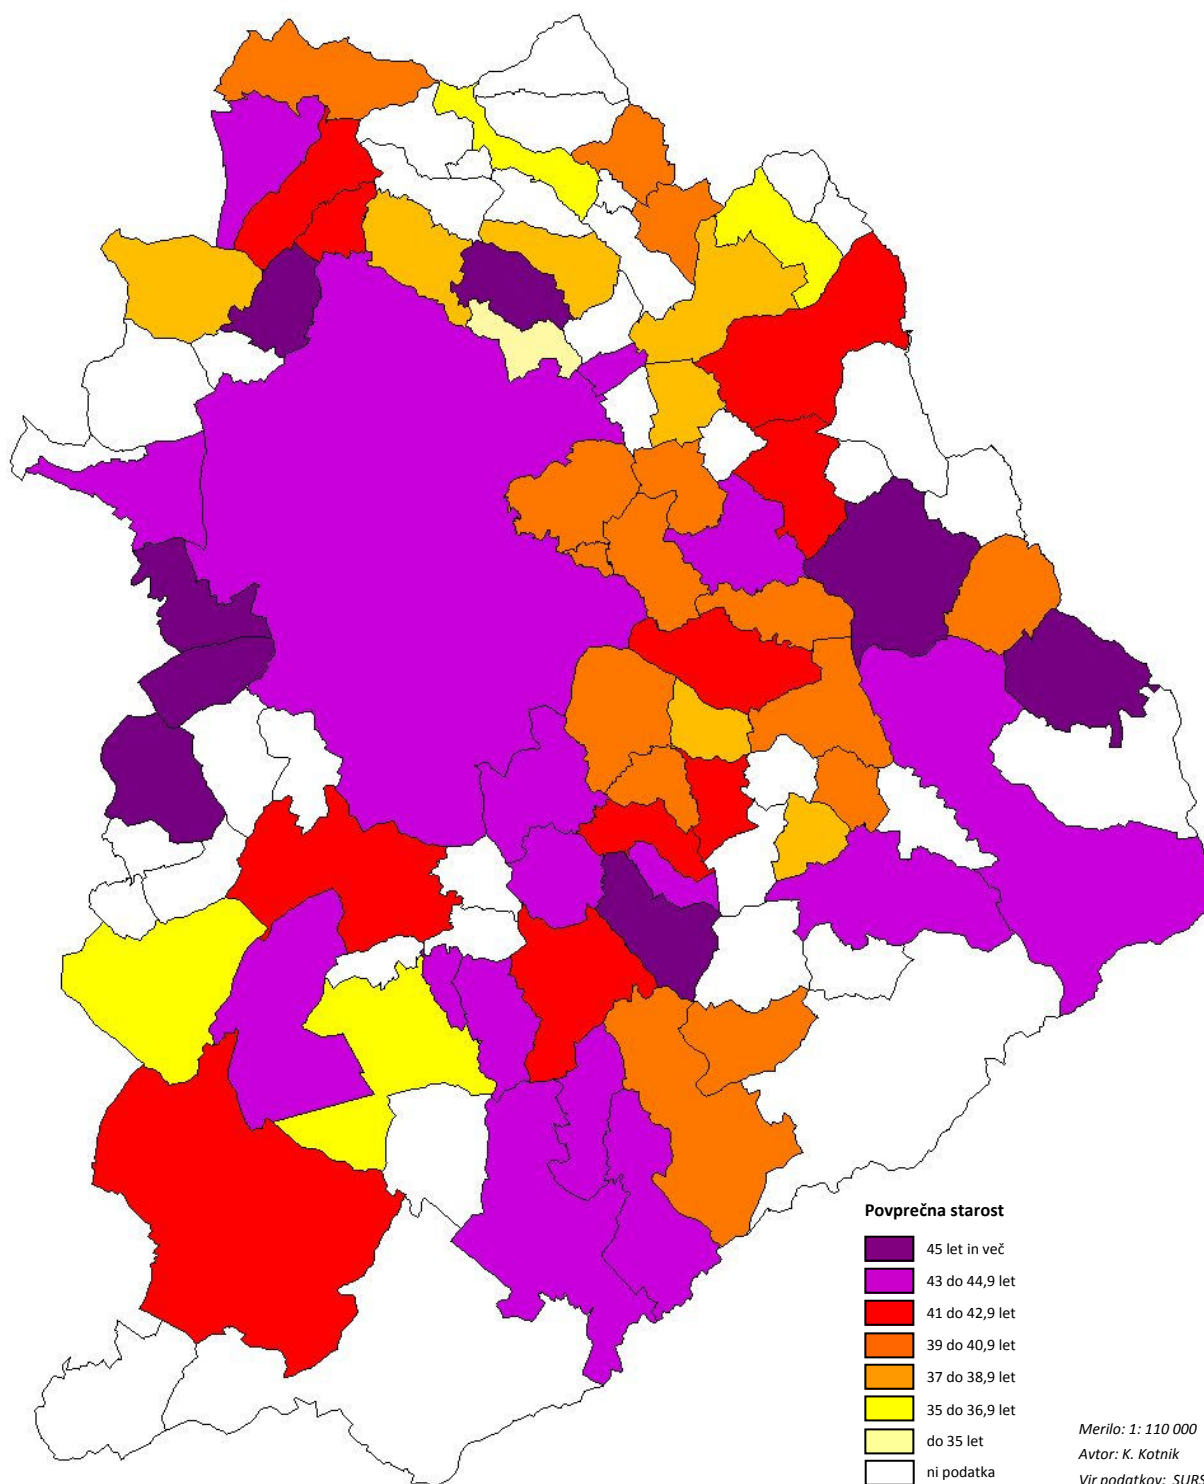 Povprečna starost
45 let in več
43 do 44,9 let
41 do 42,9 let
39 do 40,9 let
37 do 38,9 let
35 do 36,9 let
do 35 let
ni podatka
Merilo: 1: 110 000
Avtor: K. Kotnik
Vir podatkov: SURS